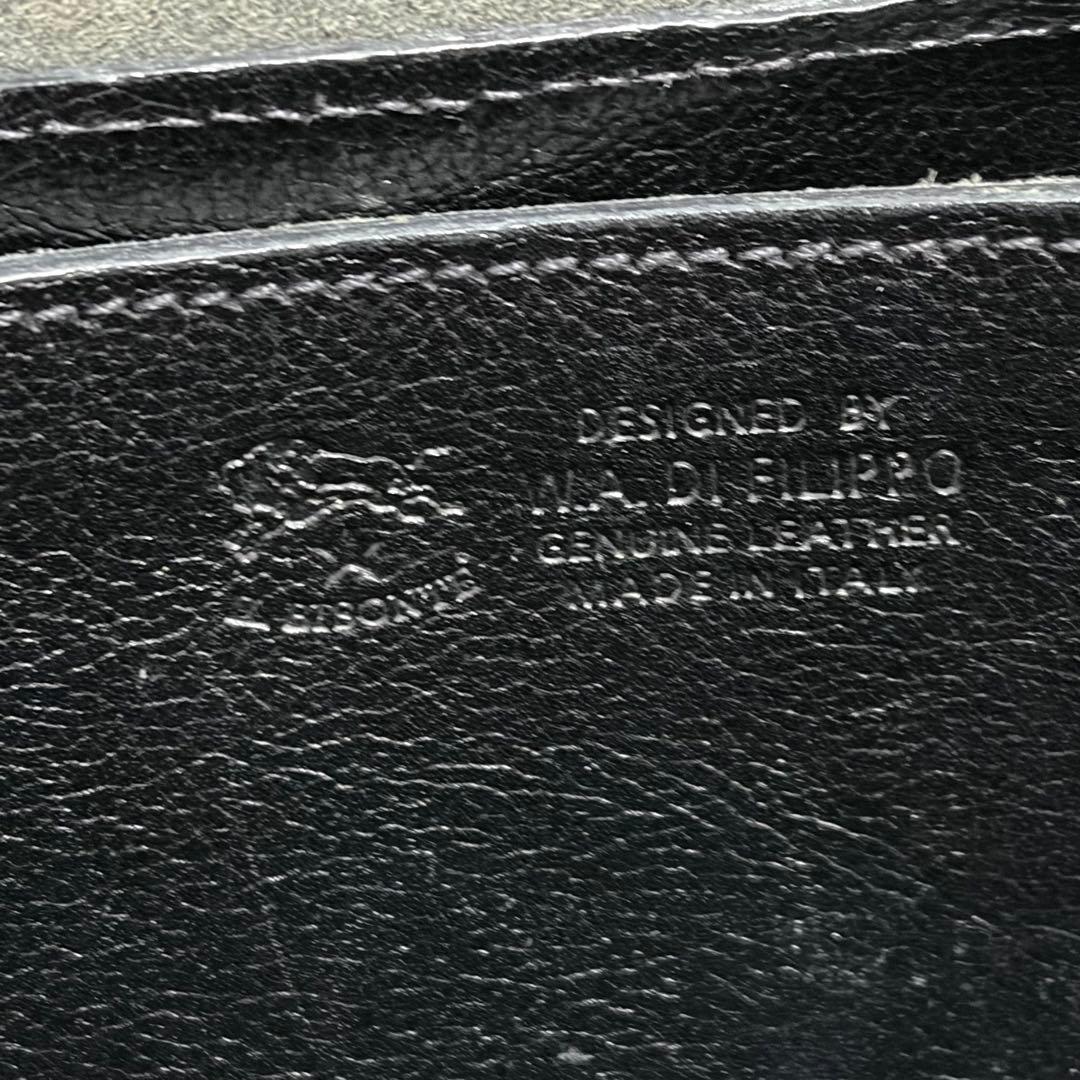 IL BISONTE
DESIGNED BY
W.A. DI FILIPPO
GENUINE LEATHER
MADE IN ITALY